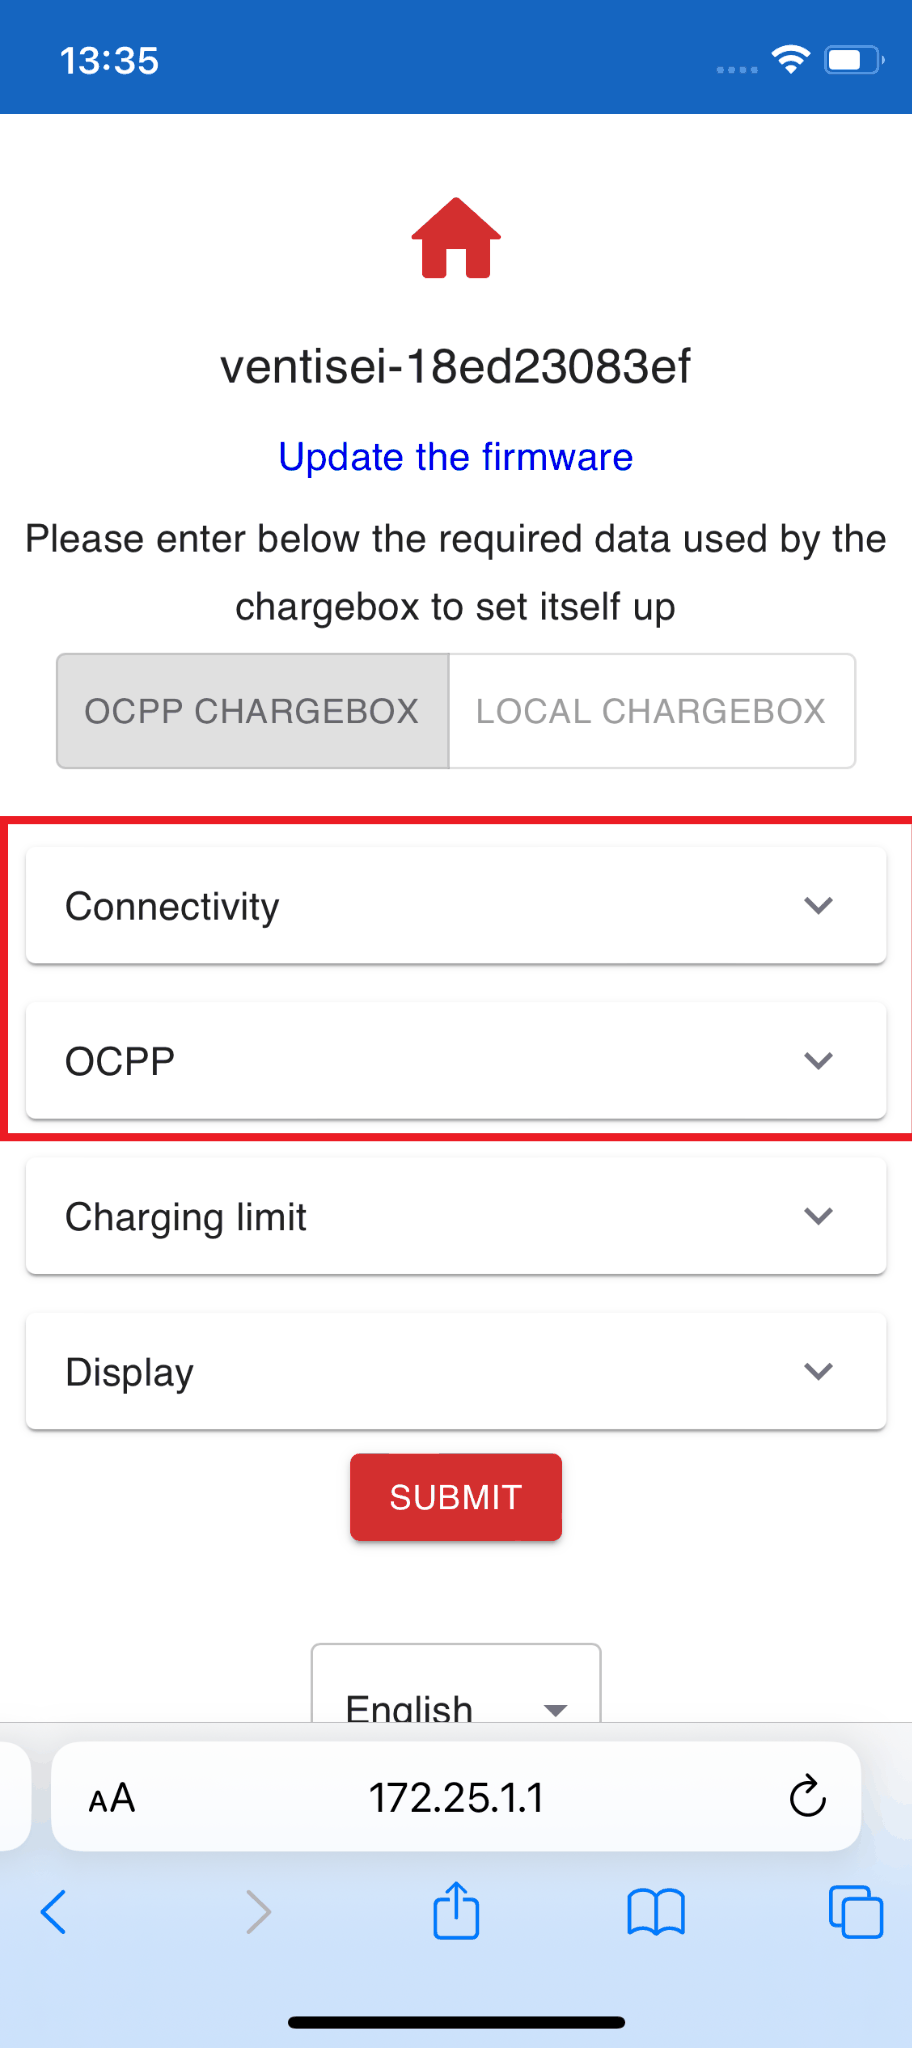 13:35
ventisei-18ed23083ef
Update the firmware
Please enter below the required data used by the
chargebox to set itself up
OCPP CHARGEBOX LOCAL CHARGEBOX
Connectivity
OCPP
Charging limit
Display
SUBMIT
English
AA 172.25.1.1